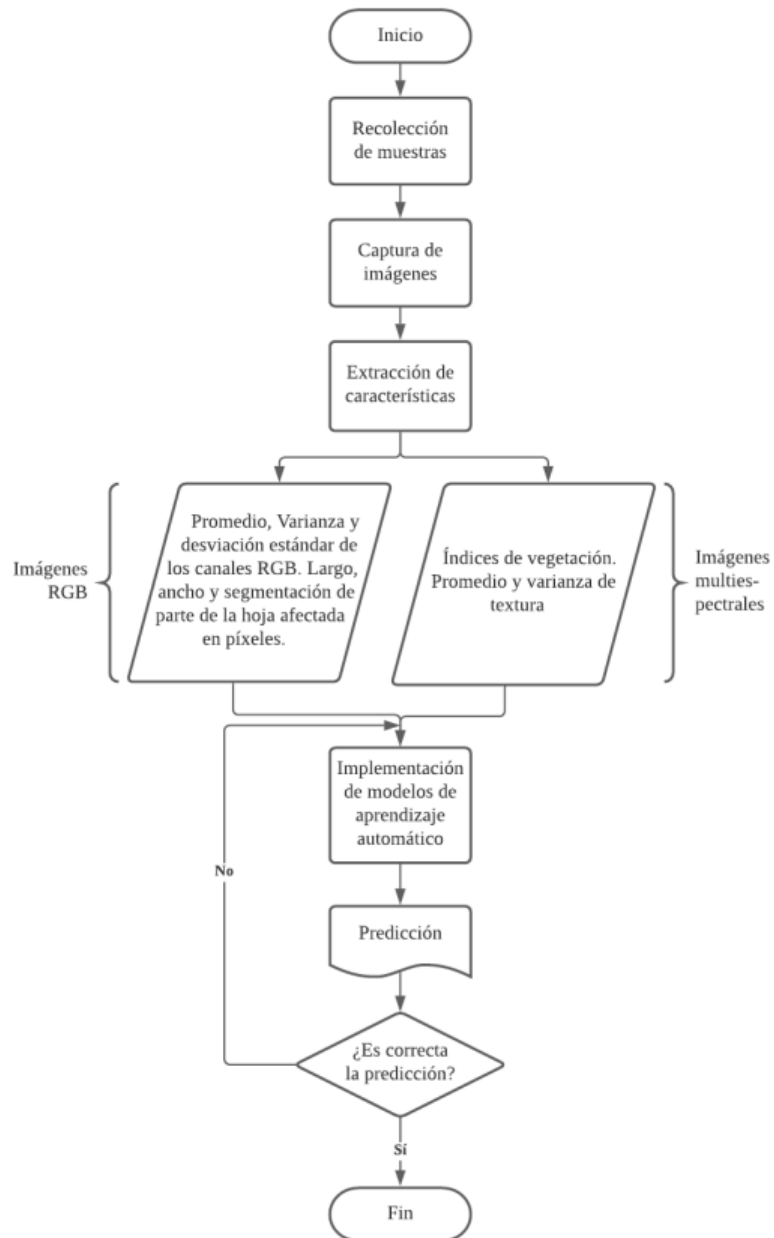 Inicio
Recolección
de muestras
Captura de
imágenes
Extracción de
características
Imágenes
RGB
Promedio, Varianza y
desviación estándar de
los canales RGB. Largo,
ancho y segmentación de
parte de la hoja afectada
en píxeles.
Índices de vegetación.
Promedio y varianza de
textura
Imágenes
multies-
pectrales
Implementación
de modelos de
aprendizaje
automático
No
Predicción
¿Es correcta
la predicción?
Sí
Fin